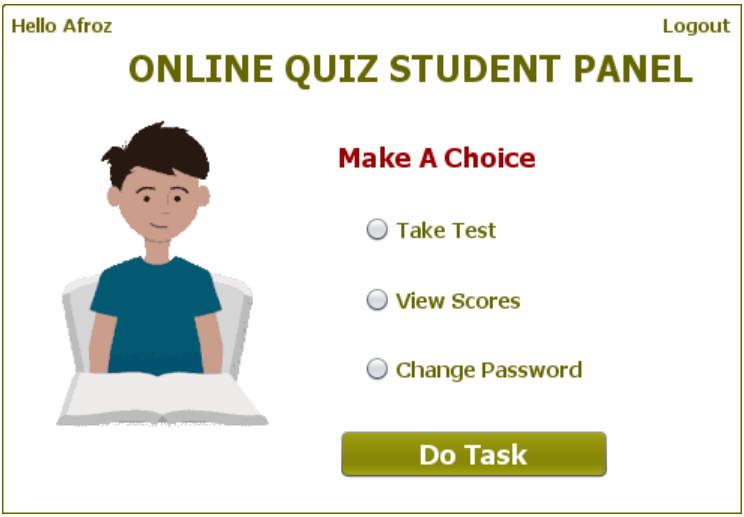 Hello Afroz
Logout
ONLINE QUIZ STUDENT PANEL
Make A Choice
Take Test
View Scores
Change Password
Do Task